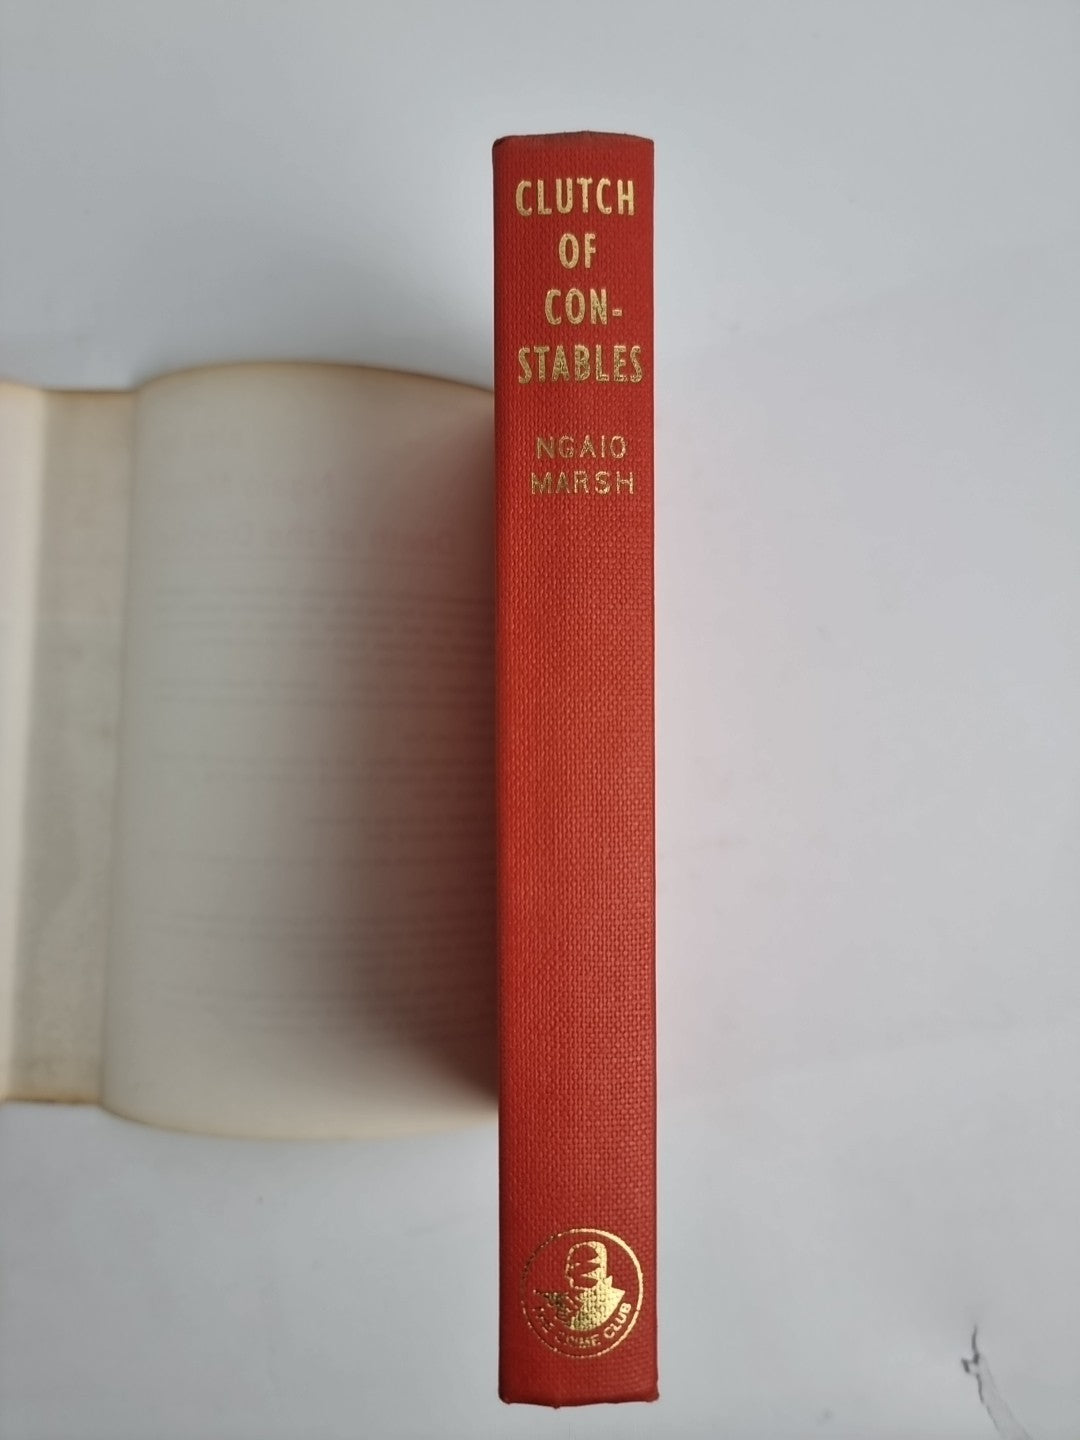 CLUTCH
OF
CON-
STABLES
NGAIO
MARSH
THE CRIME CLUB